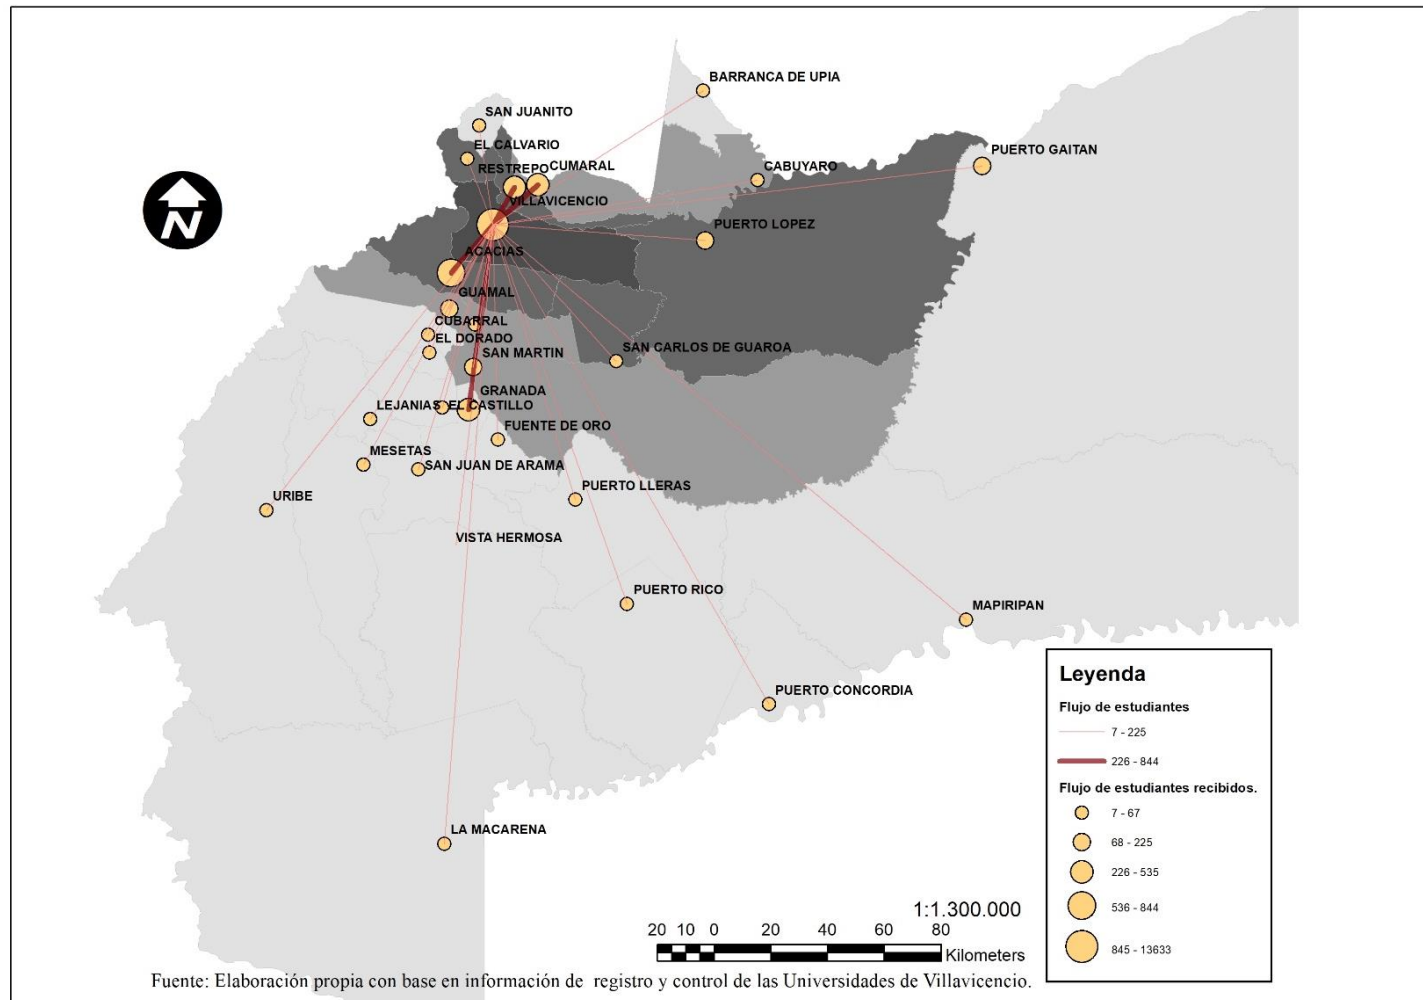 BARRANCA DE UPIA
SAN JUANITO
EL CALVARIO
PUERTO GAITAN
RESTREPO
CUMARAL
CABUYARO
VILLAVICENCIO
N
PUERTO LOPEZ
ACACIAS
GUAMAL
CUBARRAL
EL DORADO
SAN CARLOS DE GUAROA
SAN MARTIN
GRANADA
LEJANIAS
EL CASTILLO
FUENTE DE ORO
MESETAS
SAN JUAN DE ARAMA
PUERTO LLERAS
URIBE
VISTA HERMOSA
PUERTO RICO
MAPIRIPAN
PUERTO CONCORDIA
LA MACARENA
Leyenda
Flujo de estudiantes
7 - 225
226 - 844
Flujo de estudiantes recibidos.
7 - 67
68 - 225
226 - 535
536 - 844
845 - 13633
1:1.300.000
20 10 0 20 40 60 80
Kilometers
Fuente: Elaboración propia con base en información de registro y control de las Universidades de Villavicencio.